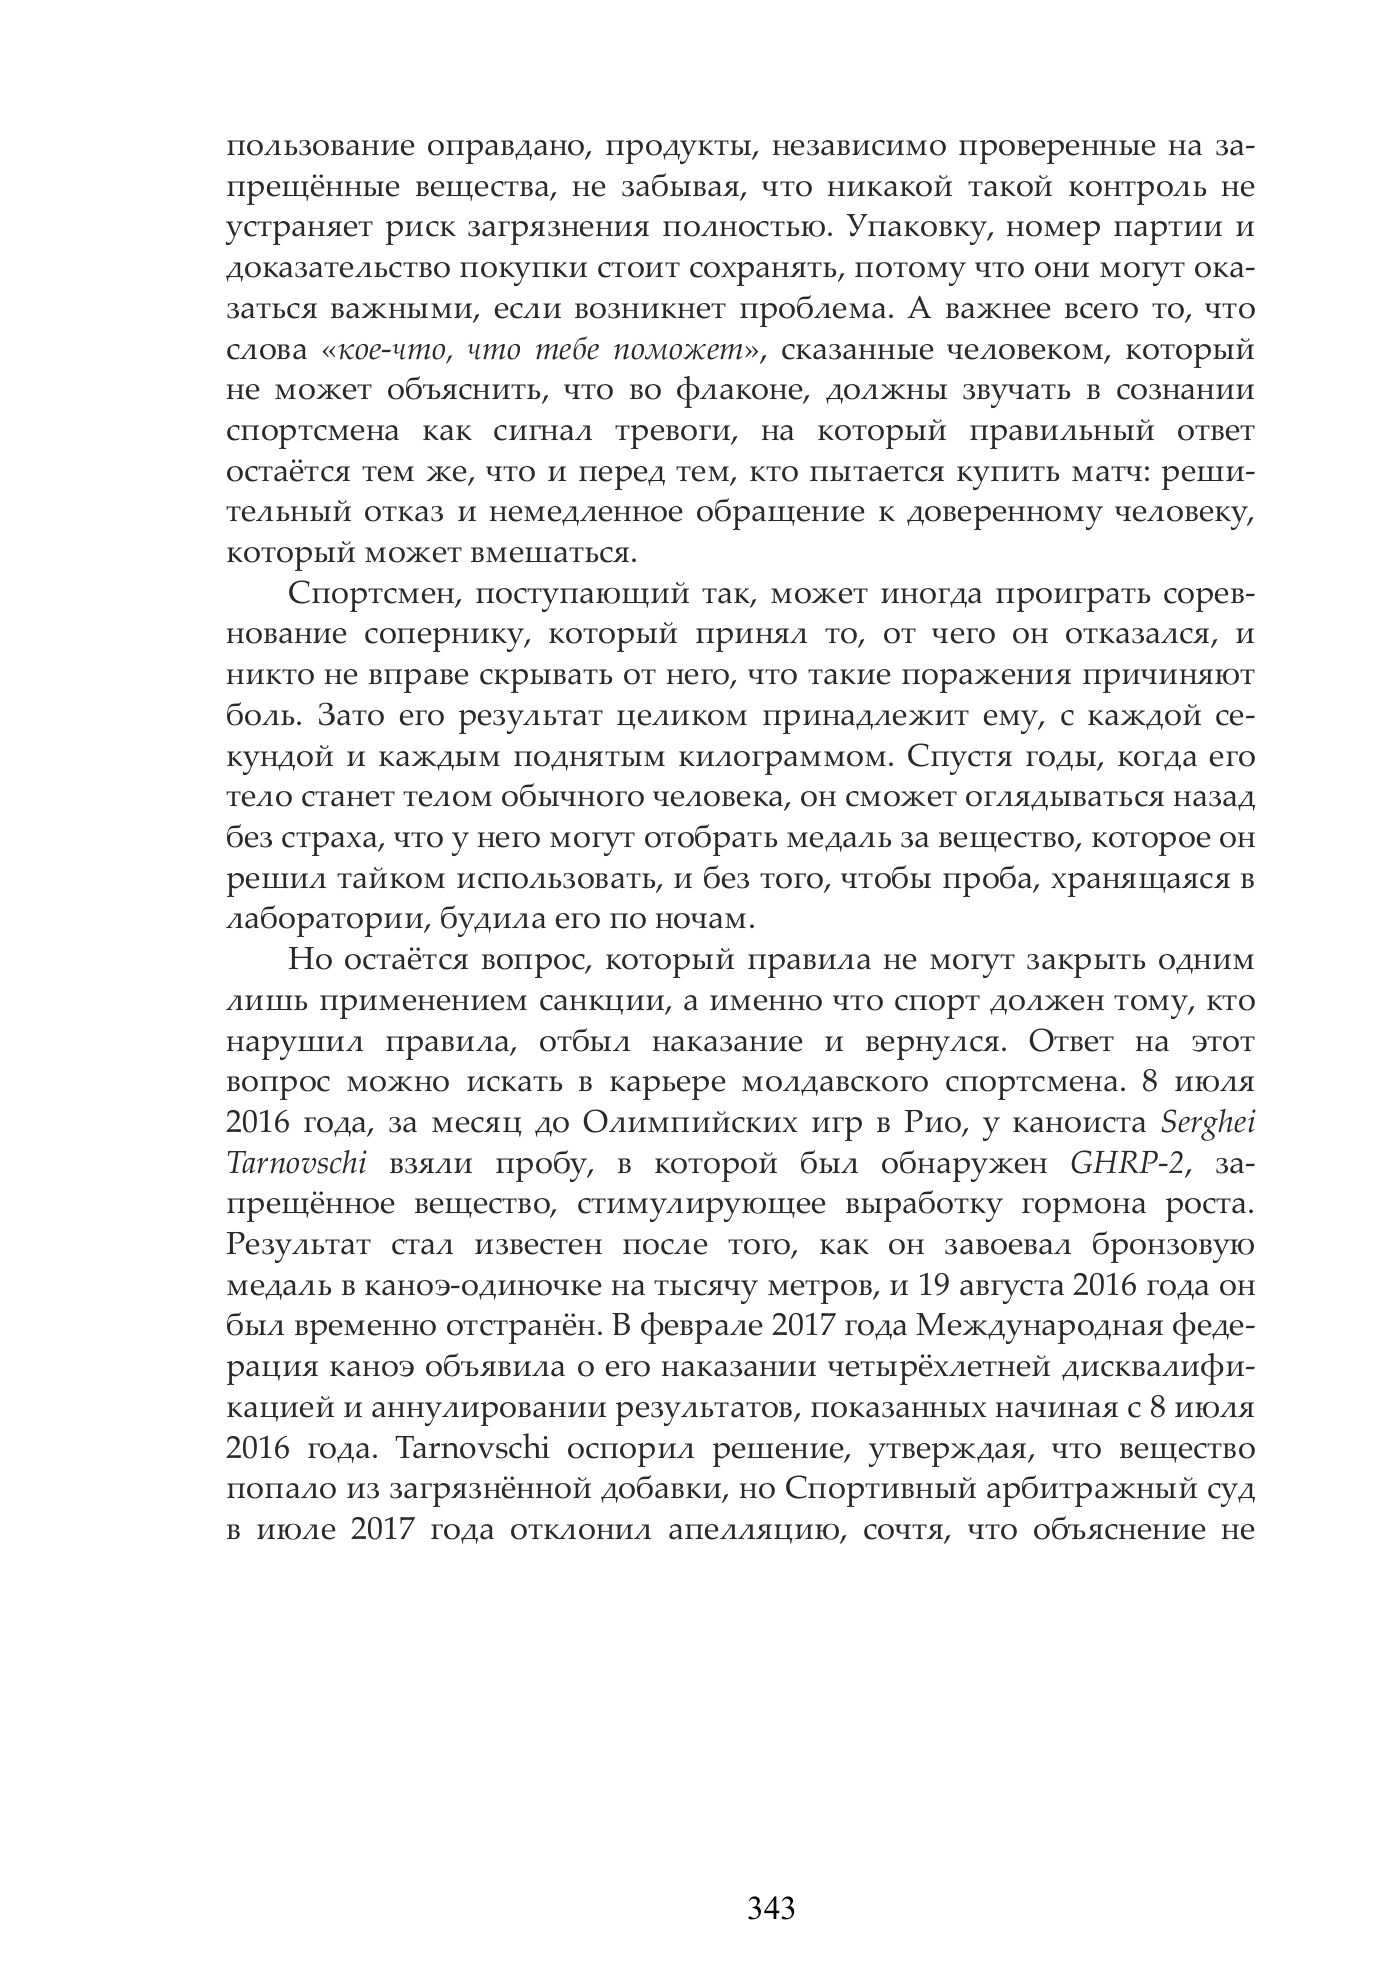 пользование оправдано, продукты, независимо проверенные на за-
прещённые вещества, не забывая, что никакой такой контроль не
устраняет риск загрязнения полностью. Упаковку, номер партии и
доказательство покупки стоит сохранять, потому что они могут ока-
заться важными, если возникнет проблема. А важнее всего то, что
слова «кое-что, что тебе поможет», сказанные человеком, который
не может объяснить, что во флаконе, должны звучать в сознании
спортсмена как сигнал тревоги, на который правильный ответ
остаётся тем же, что и перед тем, кто пытается купить матч: реши-
тельный отказ и немедленное обращение к доверенному человеку,
который может вмешаться.
Спортсмен, поступающий так, может иногда проиграть сорев-
нование сопернику, который принял то, от чего он отказался, и
никто не вправе скрывать от него, что такие поражения причиняют
боль. Зато его результат целиком принадлежит ему, с каждой се-
кундой и каждым поднятым килограммом. Спустя годы, когда его
тело станет телом обычного человека, он сможет оглядываться назад
без страха, что у него могут отобрать медаль за вещество, которое он
решил тайком использовать, и без того, чтобы проба, хранящаяся в
лаборатории, будила его по ночам.
Но остаётся вопрос, который правила не могут закрыть одним
лишь применением санкции, а именно что спорт должен тому, кто
нарушил правила, отбыл наказание и вернулся. Ответ на этот
вопрос можно искать в карьере молдавского спортсмена. 8 июля
2016 года, за месяц до Олимпийских игр в Рио, у каноиста Serghei
Tarnovschi взяли пробу, в которой был обнаружен GHRP-2, за-
прещённое вещество, стимулирующее выработку гормона роста.
Результат стал известен после того, как он завоевал бронзовую
медаль в каноэ-одиночке на тысячу метров, и 19 августа 2016 года он
был временно отстранён. В феврале 2017 года Международная феде-
рация каноэ объявила о его наказании четырёхлетней дисквалифи-
кацией и аннулировании результатов, показанных начиная с 8 июля
2016 года. Tarnovschi оспорил решение, утверждая, что вещество
попало из загрязнённой добавки, но Спортивный арбитражный суд
в июле 2017 года отклонил апелляцию, сочтя, что объяснение не
343